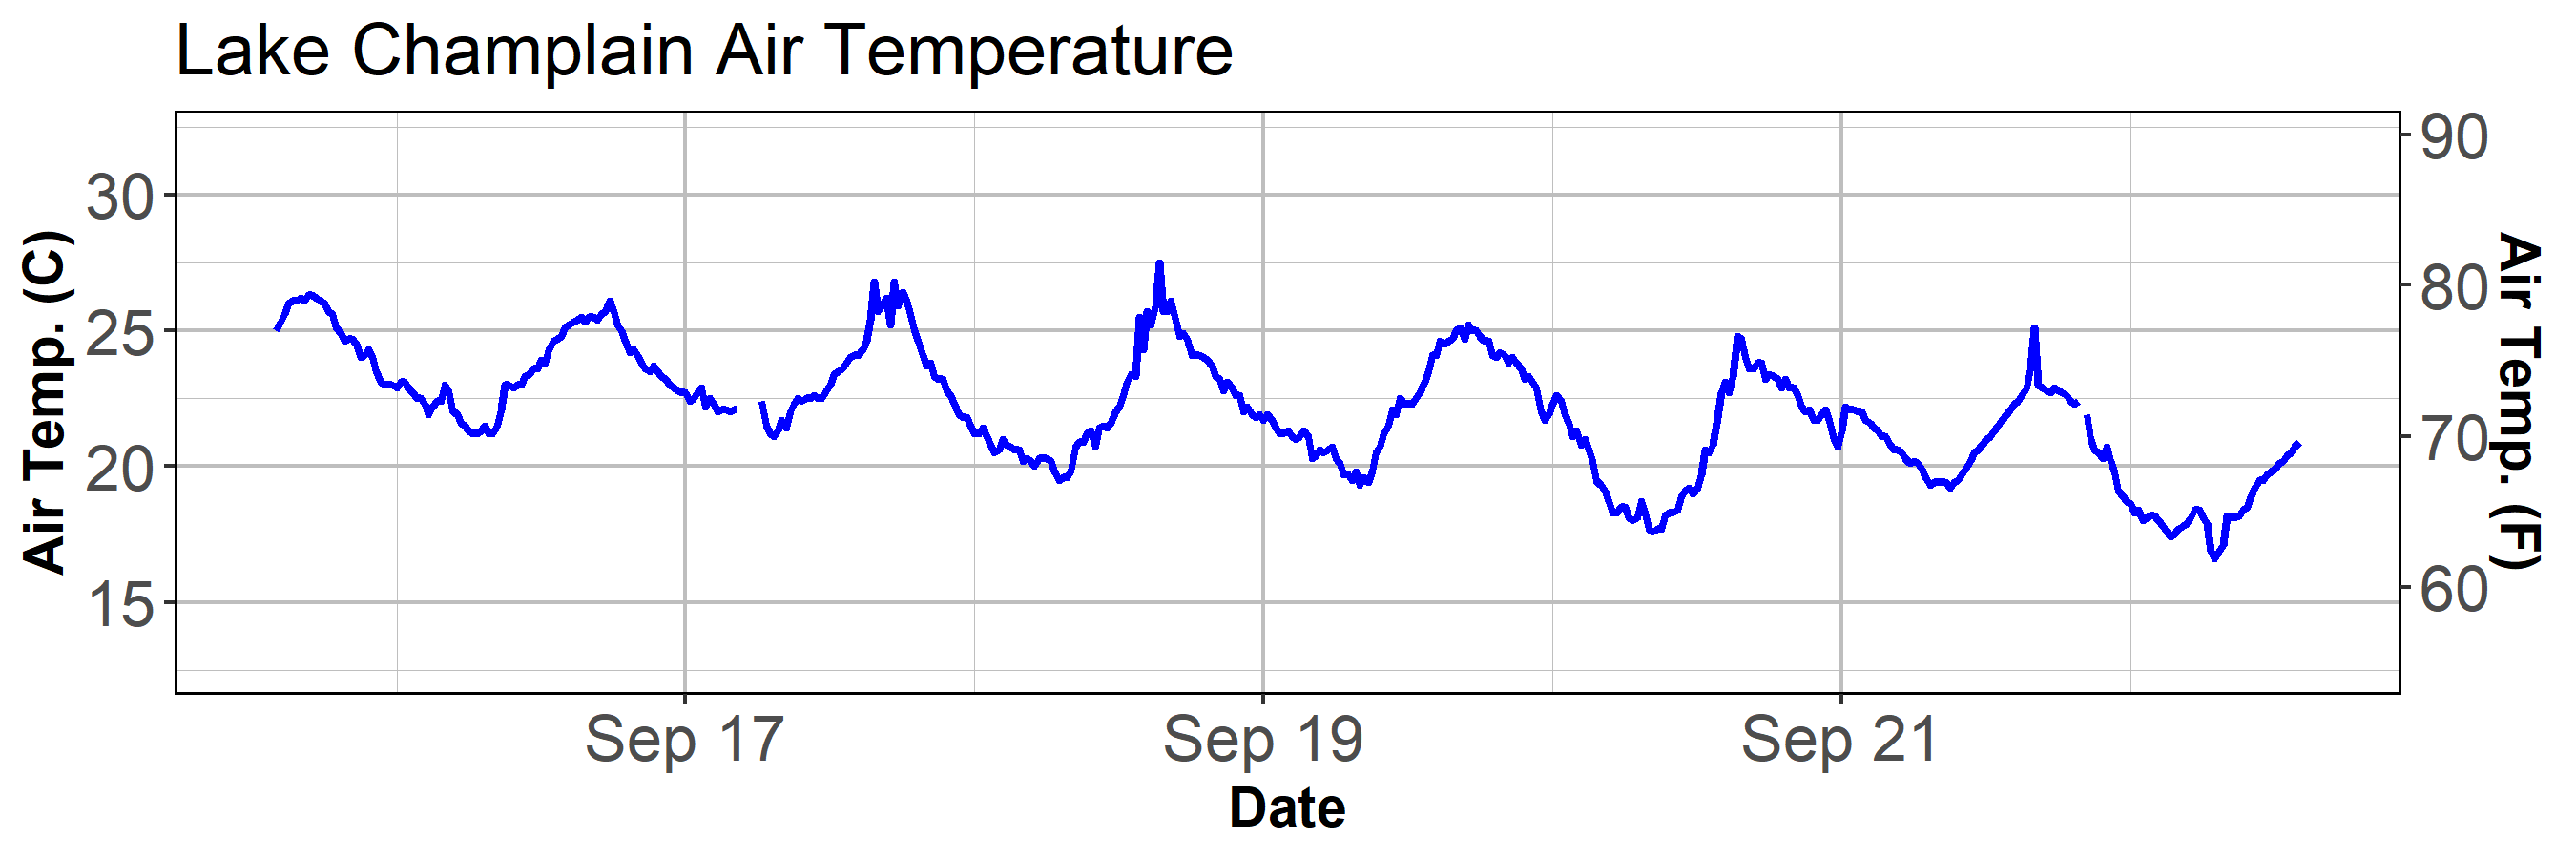 Lake Champlain Air Temperature
Air Temp. (C)
30
25
20
15
90
80
70
60
Air Temp. (F)
Sep 17
Sep 19
Sep 21
Date